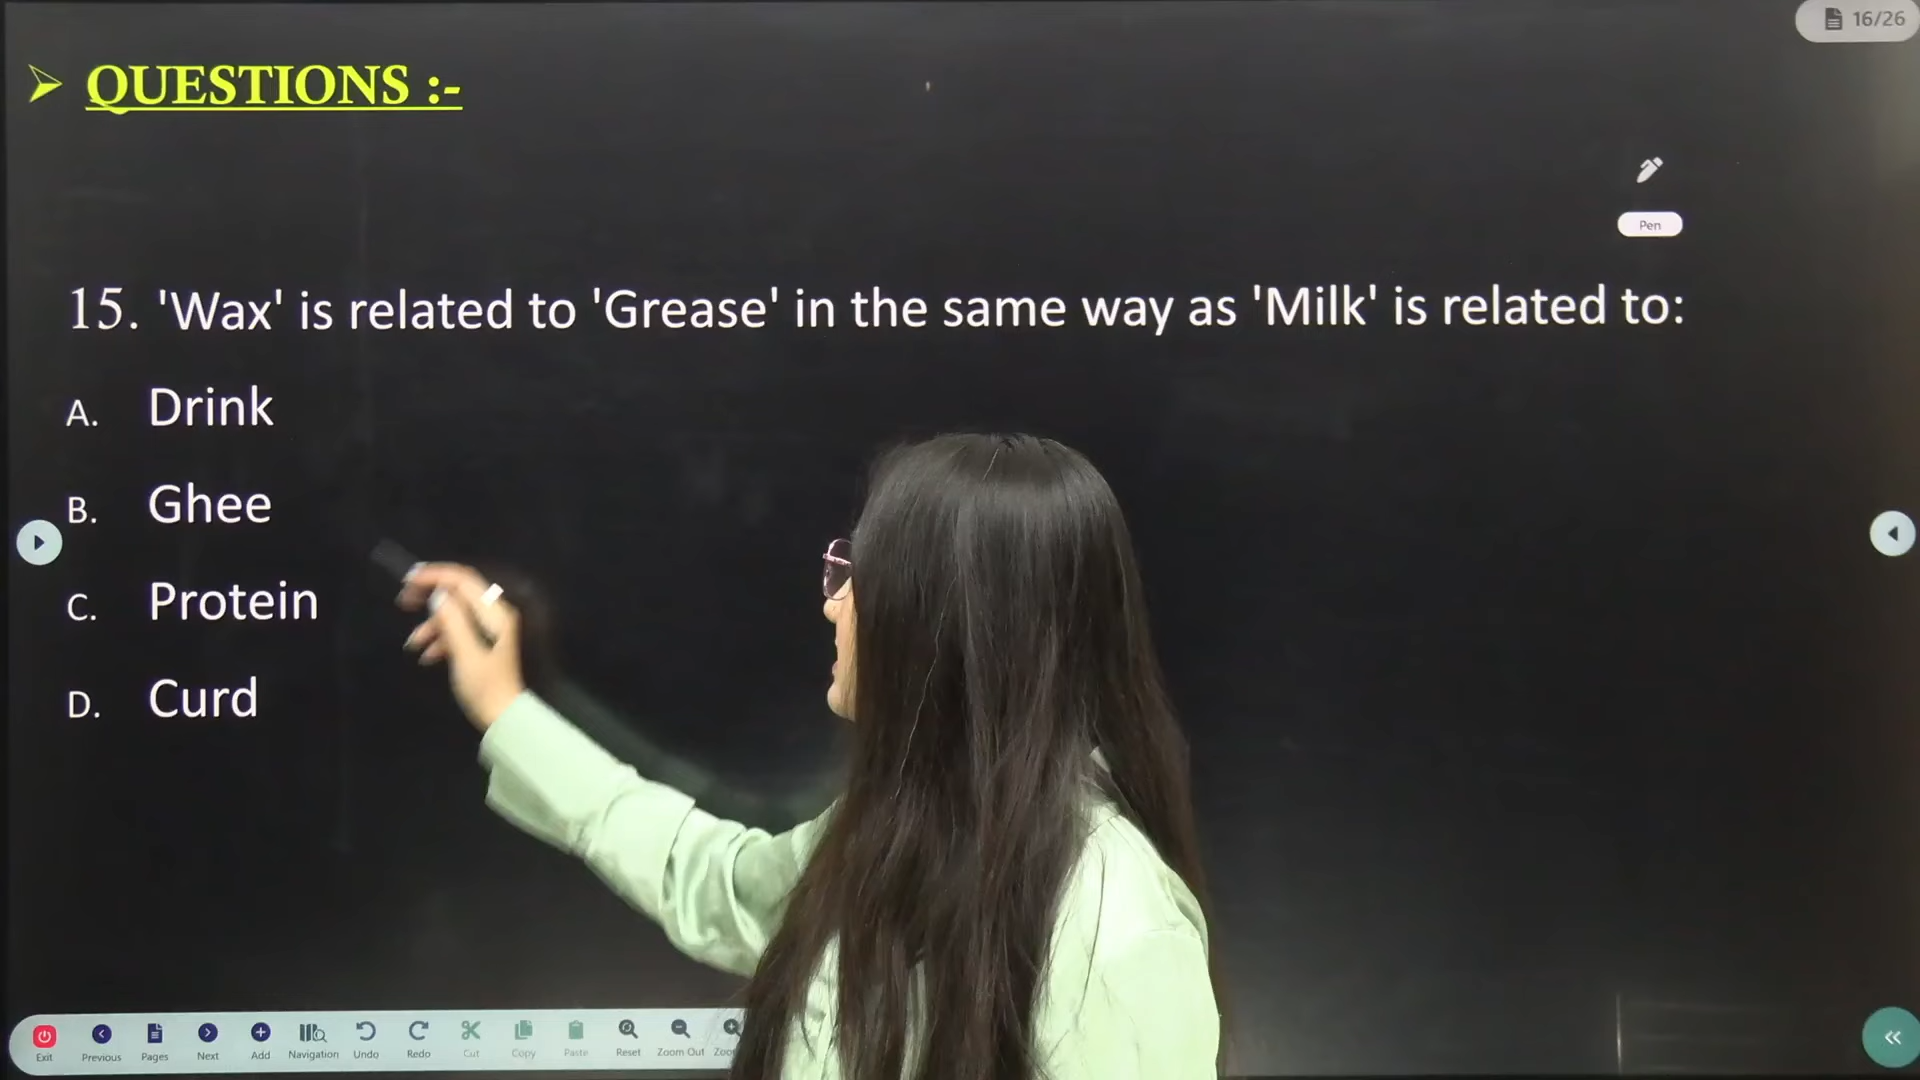 16/26
➤ QUESTIONS :-
Pen
15. 'Wax' is related to 'Grease' in the same way as 'Milk' is related to:
A. Drink
B. Ghee
C. Protein
D. Curd
Exit Previous Pages Next Add Navigation Undo Redo Cut Copy Paste Reset Zoom Out